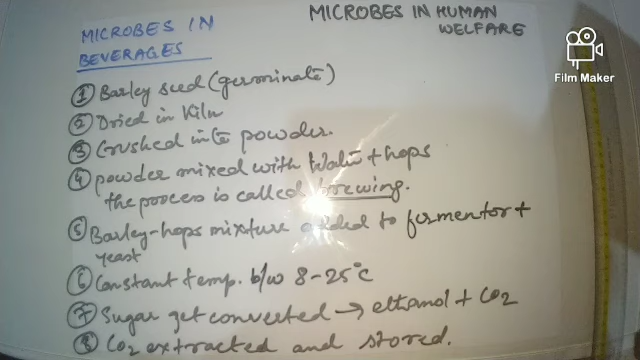 MICROBES IN HUMAN
WELFARE
MICROBES IN
BEVERAGES
① Barley seed (germinate)
② Dried in Kiln
③ Crushed into powder.
④ powder mixed with Water + hops
the process is called brewing.
⑤ Barley-hops mixture added to fermentor +
yeast
⑥ Constant temp. b/w 8-25°C
⑦ Sugar get converted → ethanol + CO2
⑧ CO2 extracted and stored.
Film Maker